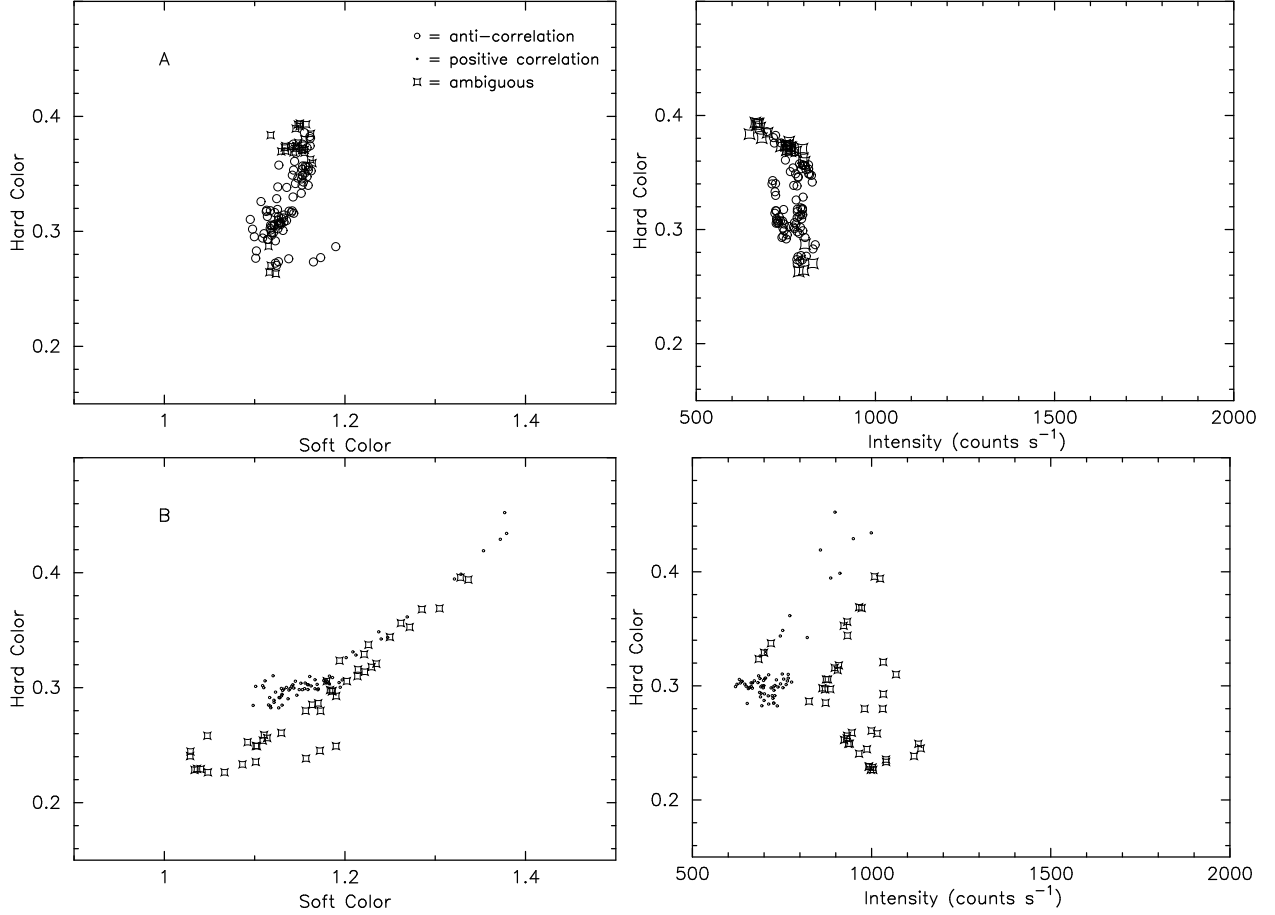 A
○ = anti−correlation
· = positive correlation
¤ = ambiguous
Hard Color
0.4
0.3
0.2
1
1.2
1.4
Soft Color
Hard Color
0.4
0.3
0.2
500
1000
1500
2000
Intensity (counts s⁻¹)
B
Hard Color
0.4
0.3
0.2
1
1.2
1.4
Soft Color
Hard Color
0.4
0.3
0.2
500
1000
1500
2000
Intensity (counts s⁻¹)